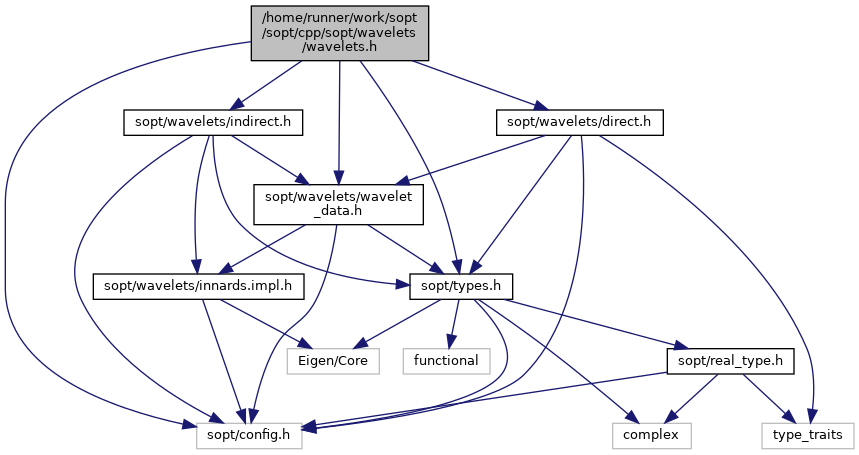 /home/runner/work/sopt
/sopt/cpp/sopt/wavelets
/wavelets.h
sopt/wavelets/indirect.h
sopt/wavelets/direct.h
sopt/wavelets/wavelet
_data.h
sopt/wavelets/innards.impl.h
sopt/types.h
Eigen/Core
functional
sopt/real_type.h
sopt/config.h
complex
type_traits